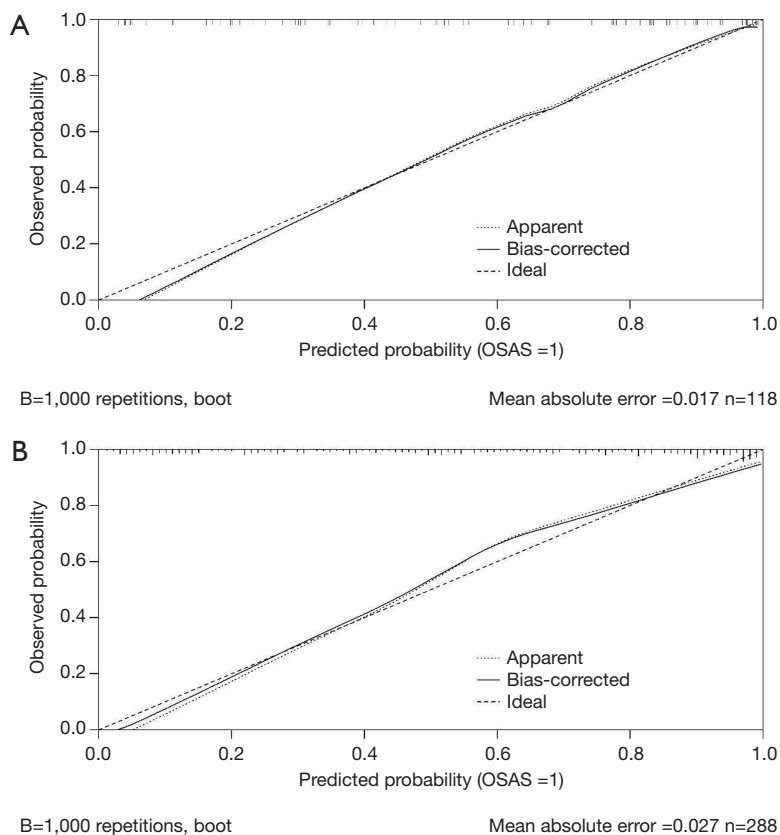 A
1.0
0.8
0.6
0.4
0.2
0.0
Observed probability
Apparent
Bias-corrected
Ideal
0.0 0.2 0.4 0.6 0.8 1.0
Predicted probability (OSAS =1)
B=1,000 repetitions, boot Mean absolute error =0.017 n=118
B
1.0
0.8
0.6
0.4
0.2
0.0
Observed probability
Apparent
Bias-corrected
Ideal
0.0 0.2 0.4 0.6 0.8 1.0
Predicted probability (OSAS =1)
B=1,000 repetitions, boot Mean absolute error =0.027 n=288